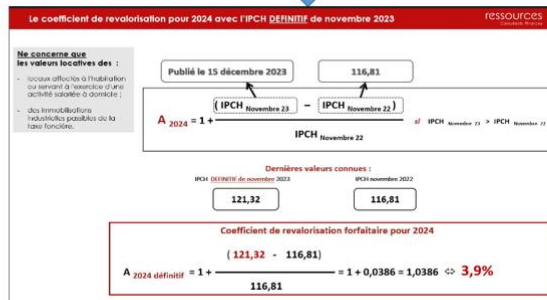 Le coefficient de revalorisation pour 2024 avec l'IPCH DEFINITIF de novembre 2023
ressources
Consultants finances
Ne concerne que
les valeurs locatives des :
- locaux affectés à l'habitation
ou servant à l'exercice d'une
activité salariée à domicile ;
- des immobilisations
industrielles passibles de la
taxe foncière.
Publié le 15 décembre 2023
116,81
A 2024 = 1 + ( IPCH Novembre 23 – IPCH Novembre 22 )
IPCH Novembre 22
si IPCH Novembre 23 > IPCH Novembre 22
Dernières valeurs connues :
IPCH DEFINITIF de novembre 2023
IPCH novembre 2022
121,32
116,81
Coefficient de revalorisation forfaitaire pour 2024
A 2024 définitif = 1 + ( 121,32 - 116,81) = 1 + 0,0386 = 1,0386 ⇔ 3,9%
116,81